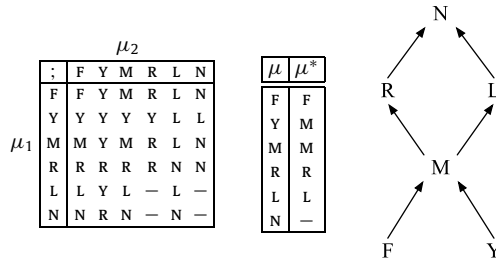 μ2
; F Y M R L N
F F Y M R L N
Y Y Y Y Y L L
μ1 M M Y M R L N
R R R R R N N
L L Y L – L –
N N R N – N –
μ μ*
F F
Y M
M M
R R
L L
N –
N
R L
M
F Y